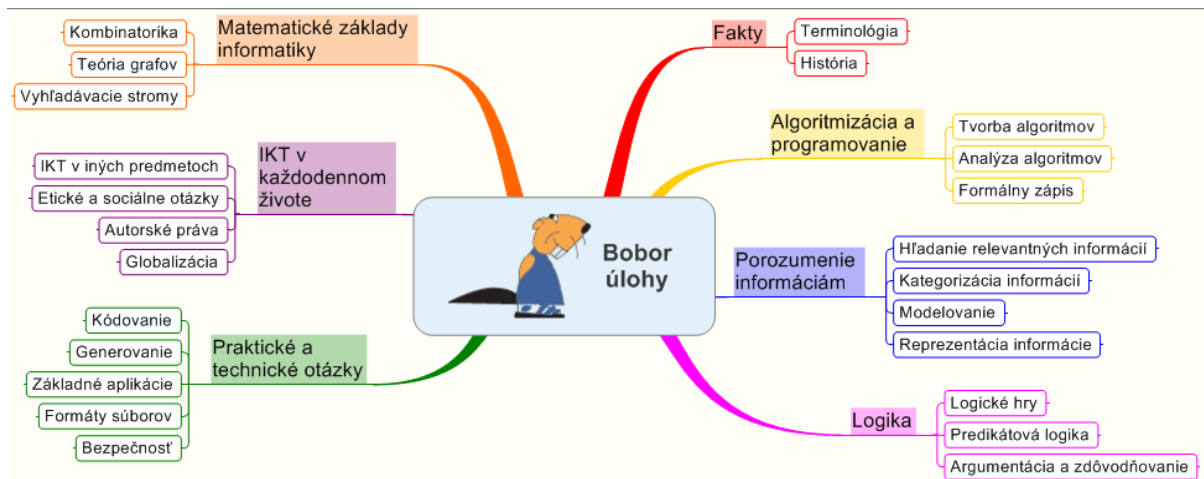 Bobor
úlohy
Matematické základy
informatiky
Kombinatorika
Teória grafov
Vyhľadávacie stromy
IKT v
každodennom
živote
IKT v iných predmetoch
Etické a sociálne otázky
Autorské práva
Globalizácia
Praktické a
technické otázky
Kódovanie
Generovanie
Základné aplikácie
Formáty súborov
Bezpečnosť
Fakty
Terminológia
História
Algoritmizácia a
programovanie
Tvorba algoritmov
Analýza algoritmov
Formálny zápis
Porozumenie
informáciám
Hľadanie relevantných informácií
Kategorizácia informácií
Modelovanie
Reprezentácia informácie
Logika
Logické hry
Predikátová logika
Argumentácia a zdôvodňovanie